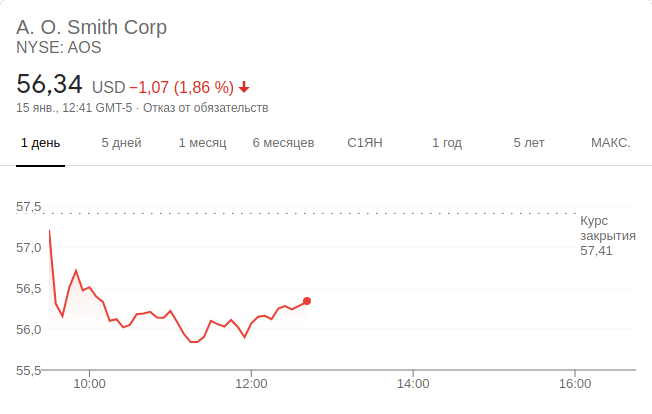 A. O. Smith Corp
NYSE: AOS
56,34 USD −1,07 (1,86 %)
15 янв., 12:41 GMT-5 · Отказ от обязательств
1 день 5 дней 1 месяц 6 месяцев С1ЯН 1 год 5 лет МАКС.
57,5
Курс
закрытия
57,41
57,0
56,5
56,0
55,5
10:00 12:00 14:00 16:00